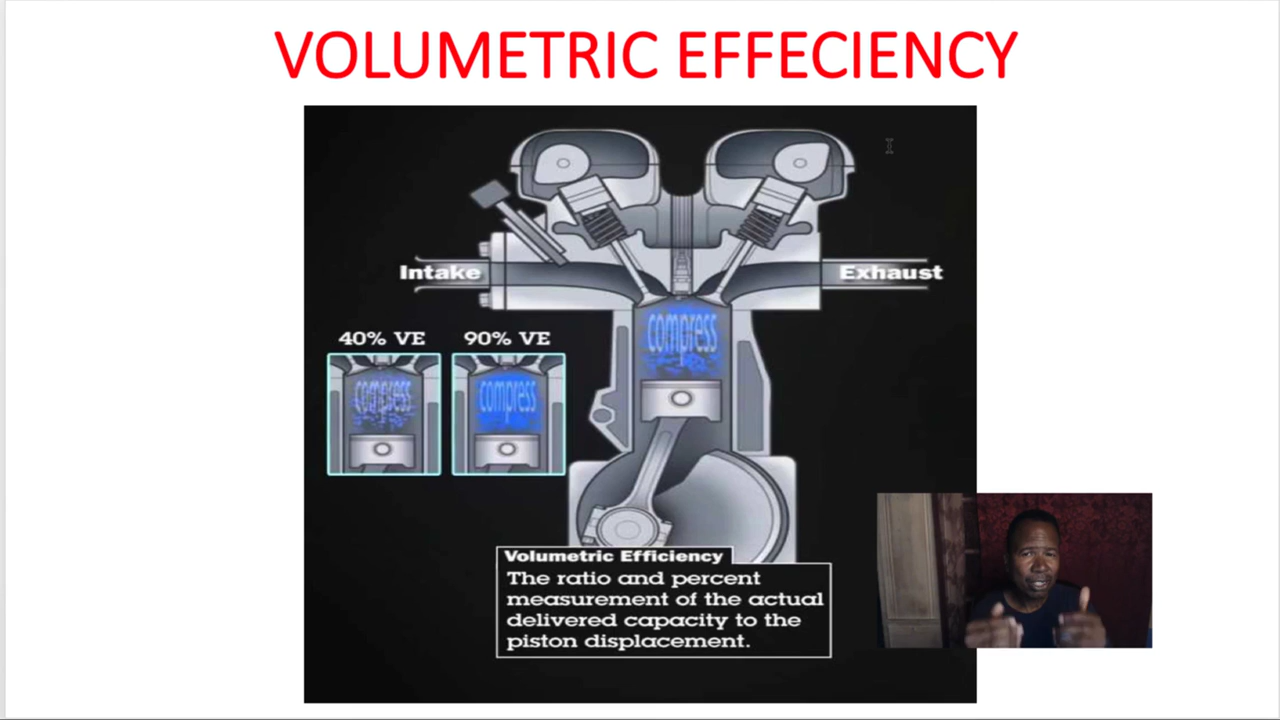 VOLUMETRIC EFFECIENCY
Intake
Exhaust
compress
40% VE
90% VE
compress
compress
Volumetric Efficiency
The ratio and percent
measurement of the actual
delivered capacity to the
piston displacement.